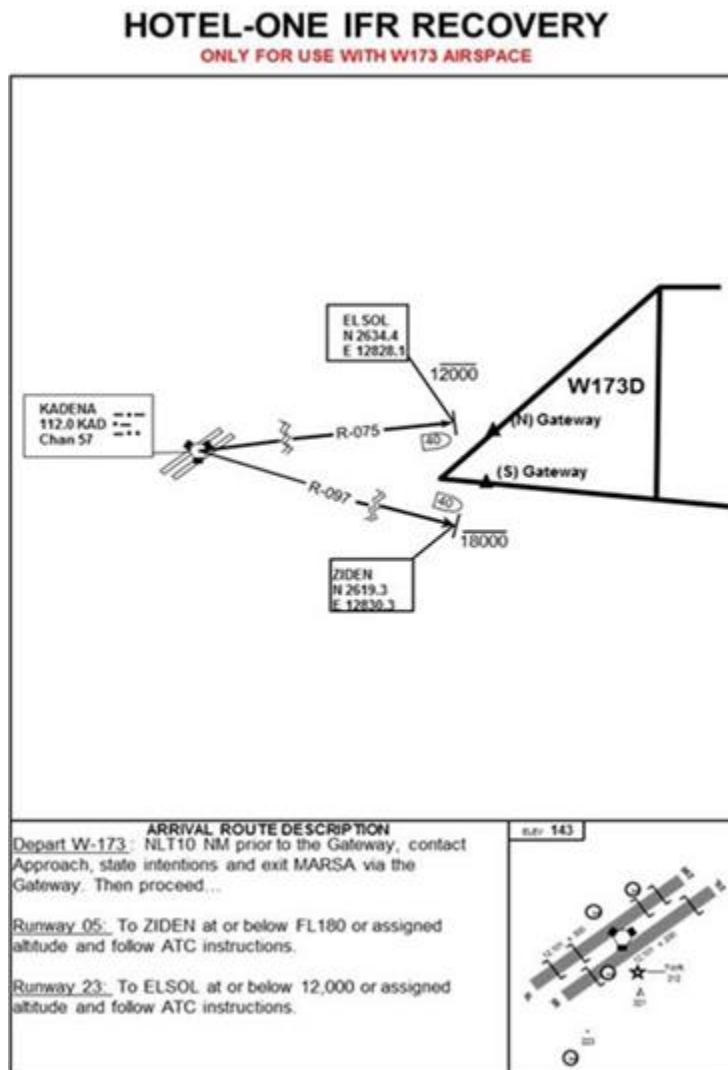 HOTEL-ONE IFR RECOVERY
ONLY FOR USE WITH W173 AIRSPACE
ELSOL
N 2634.4
E 12828.1
12000
W173D
KADENA
112.0 KAD
Chan 57
(N) Gateway
R-075
40
(S) Gateway
R-097
40
18000
ZIDEN
N 2619.3
E 12830.3
ARRIVAL ROUTE DESCRIPTION
Depart W-173: NLT10 NM prior to the Gateway, contact
Approach, state intentions and exit MARSA via the
Gateway. Then proceed...
Runway 05: To ZIDEN at or below FL180 or assigned
altitude and follow ATC instructions.
Runway 23: To ELSOL at or below 12,000 or assigned
altitude and follow ATC instructions.
ELEV 143